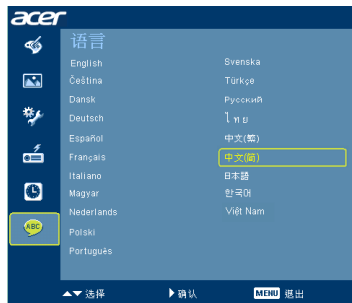 acer
语言
English
Čeština
Dansk
Deutsch
Español
Français
Italiano
Magyar
Nederlands
Polski
Português
Svenska
Türkçe
Русский
ไทย
中文(繁)
中文(简)
日本語
한국어
Việt Nam
ABC
▲▼ 选择 ▶ 确认 MENU 退出